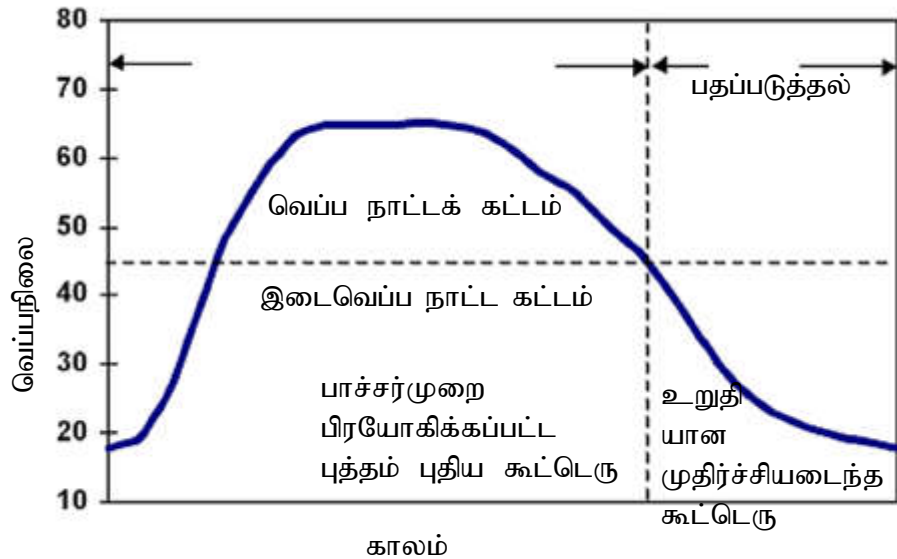 80
70
60
50
40
30
20
10
வெப்பநிலை
பதப்படுத்தல்
வெப்ப நாட்டக் கட்டம்
இடைவெப்ப நாட்ட கட்டம்
பாச்சர்முறை
பிரயோகிக்கப்பட்ட
புத்தம் புதிய கூட்டெரு
உறுதி
யான
முதிர்ச்சியடைந்த
கூட்டெரு
காலம்